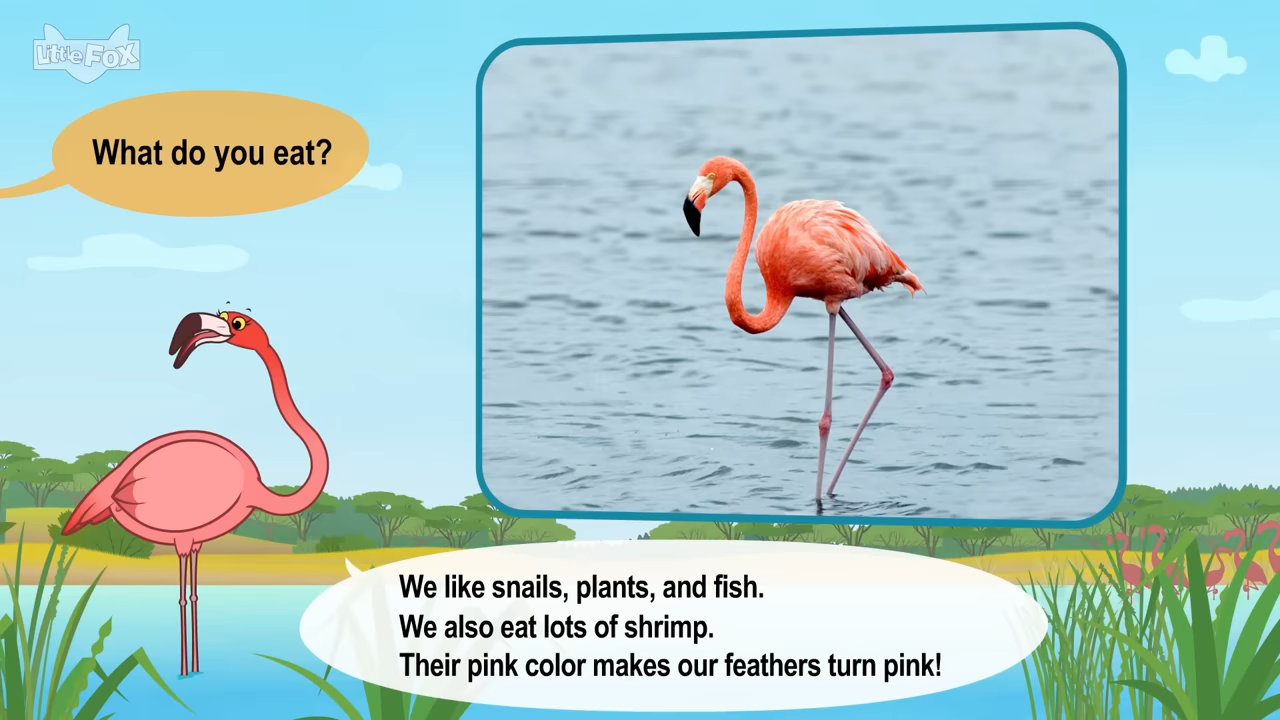 Little Fox
What do you eat?
We like snails, plants, and fish.
We also eat lots of shrimp.
Their pink color makes our feathers turn pink!